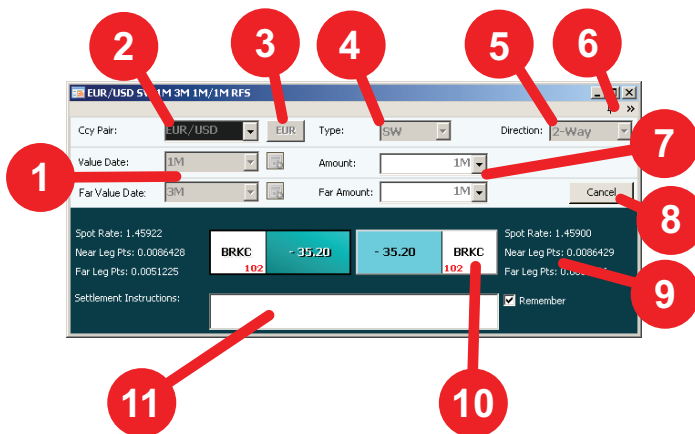 2
3
4
5
6
EUR/USD SW 1M 3M 1M/1M RFS
Ccy Pair: EUR/USD EUR Type: SW Direction: 2-Way
7
Value Date: 1M Amount: 1M
1
Far Value Date: 3M Far Amount: 1M Cancel
8
Spot Rate: 1.45922
Near Leg Pts: 0.0086428
Far Leg Pts: 0.0051225
BRKC 102 - 35.20
- 35.20 BRKC 102
Spot Rate: 1.45900
Near Leg Pts: 0.0086429
Far Leg Pts:
9
Settlement Instructions:
Remember
11
10